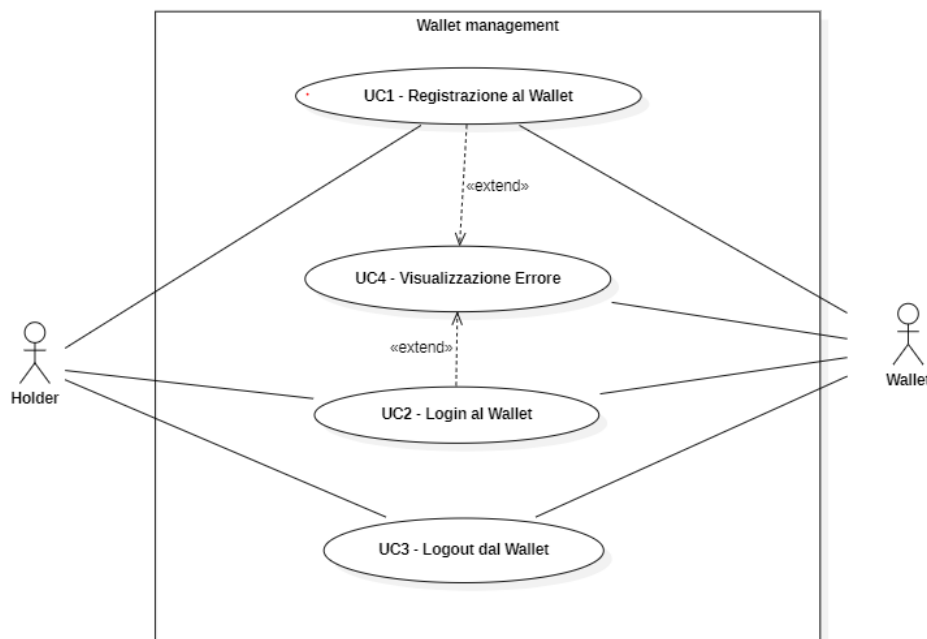 Wallet management
UC1 - Registrazione al Wallet
«extend»
UC4 - Visualizzazione Errore
«extend»
Holder
Wallet
UC2 - Login al Wallet
UC3 - Logout dal Wallet